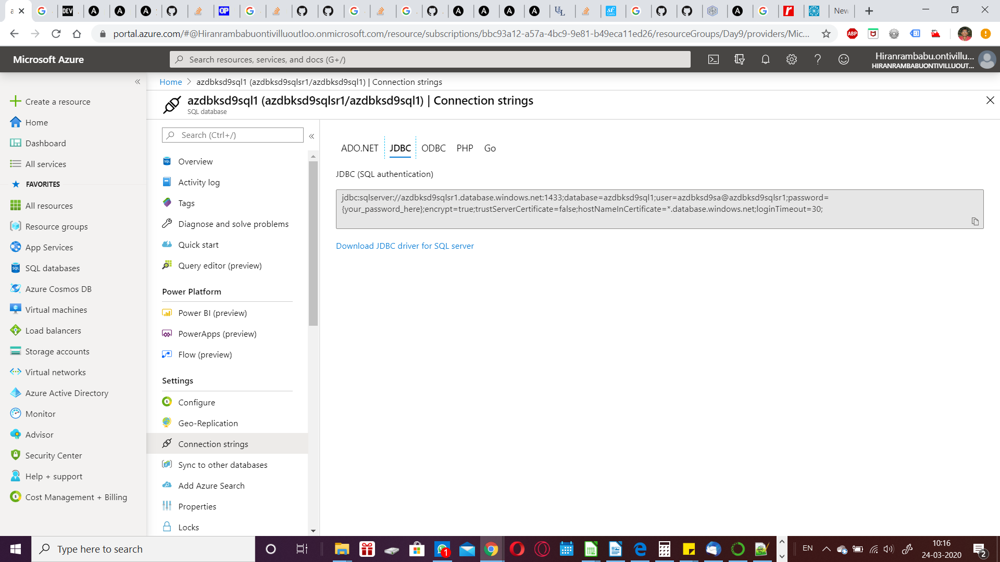 a
DEV
OP
UL
New
portal.azure.com/#@Hiranrambabuontivilluoutloo.onmicrosoft.com/resource/subscriptions/bbc93a12-a57a-4bc9-9e81-b49eca11ed26/resourceGroups/Day9/providers/Mic...
ABP
Microsoft Azure
Search resources, services, and docs (G+/)
Hiranrambabu.ontivillu...
HIRANRAMBABUONTIVILLUOUT...
Home > azdbksd9sql1 (azdbksd9sqlsr1/azdbksd9sql1) | Connection strings
azdbksd9sql1 (azdbksd9sqlsr1/azdbksd9sql1) | Connection strings
SQL database
Create a resource
Home
Dashboard
All services
FAVORITES
All resources
Resource groups
App Services
SQL databases
Azure Cosmos DB
Virtual machines
Load balancers
Storage accounts
Virtual networks
Azure Active Directory
Monitor
Advisor
Security Center
Help + support
Cost Management + Billing
Search (Ctrl+/)
Overview
Activity log
Tags
Diagnose and solve problems
Quick start
Query editor (preview)
Power Platform
Power BI (preview)
PowerApps (preview)
Flow (preview)
Settings
Configure
Geo-Replication
Connection strings
Sync to other databases
Add Azure Search
Properties
Locks
ADO.NET JDBC ODBC PHP Go
JDBC (SQL authentication)
jdbc:sqlserver://azdbksd9sqlsr1.database.windows.net:1433;database=azdbksd9sql1;user=azdbksd9sa@azdbksd9sqlsr1;password=
{your_password_here};encrypt=true;trustServerCertificate=false;hostNameInCertificate=*.database.windows.net;loginTimeout=30;
Download JDBC driver for SQL server
Type here to search
1
EN
10:16
24-03-2020
2